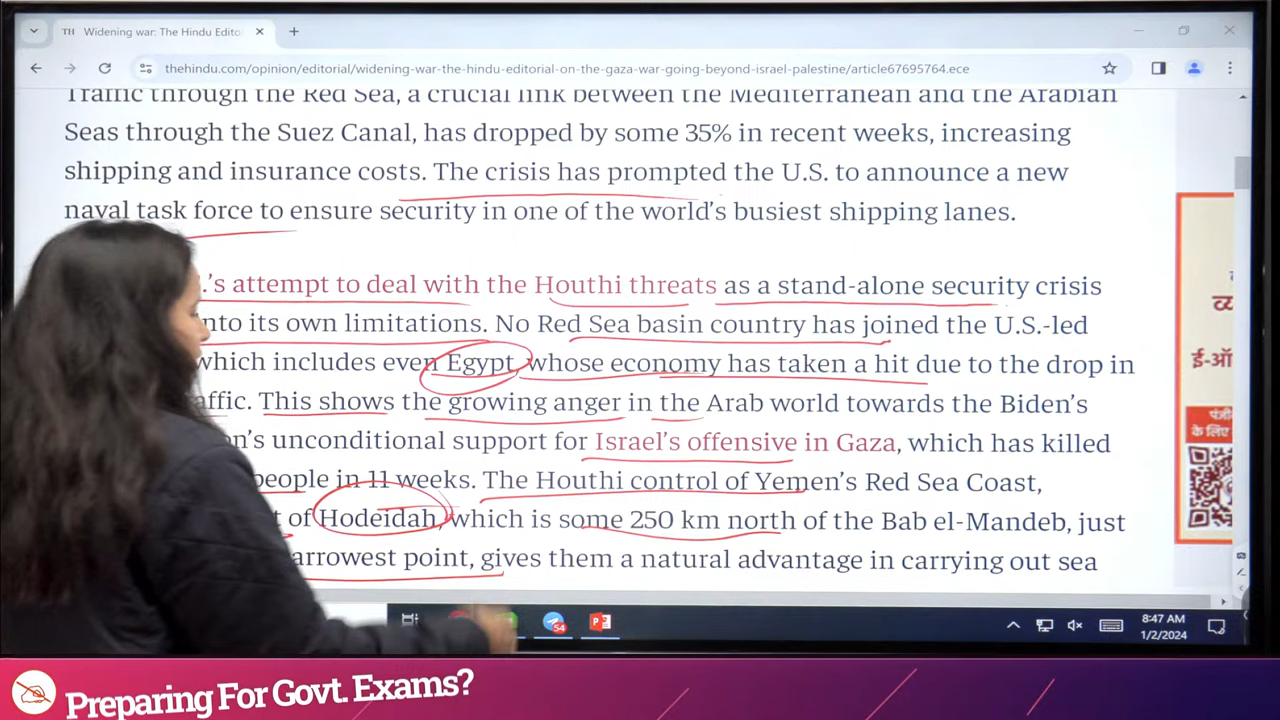 TH Widening war: The Hindu Edito
thehindu.com/opinion/editorial/widening-war-the-hindu-editorial-on-the-gaza-war-going-beyond-israel-palestine/article67695764.ece
Traffic through the Red Sea, a crucial link between the Mediterranean and the Arabian
Seas through the Suez Canal, has dropped by some 35% in recent weeks, increasing
shipping and insurance costs. The crisis has prompted the U.S. to announce a new
naval task force to ensure security in one of the world's busiest shipping lanes.
.'s attempt to deal with the Houthi threats as a stand-alone security crisis
nto its own limitations. No Red Sea basin country has joined the U.S.-led
which includes even Egypt, whose economy has taken a hit due to the drop in
affic. This shows the growing anger in the Arab world towards the Biden's
n's unconditional support for Israel's offensive in Gaza, which has killed
people in 11 weeks. The Houthi control of Yemen's Red Sea Coast,
of Hodeidah, which is some 250 km north of the Bab el-Mandeb, just
arrowest point, gives them a natural advantage in carrying out sea
व्य
ई-ऑ
पंजी
के लिए
54
8:47 AM
1/2/2024
Preparing For Govt. Exams?